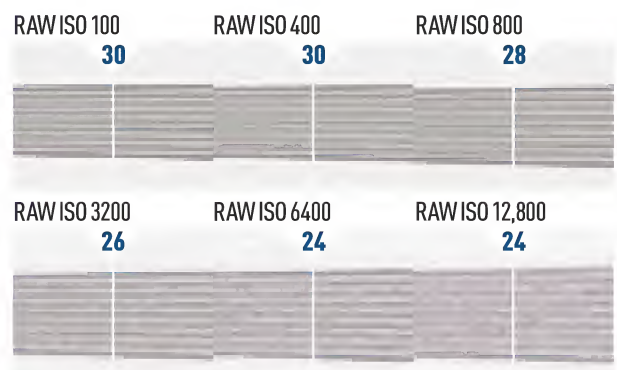 RAW ISO 100 RAW ISO 400 RAW ISO 800
30 30 28
RAW ISO 3200 RAW ISO 6400 RAW ISO 12,800
26 24 24